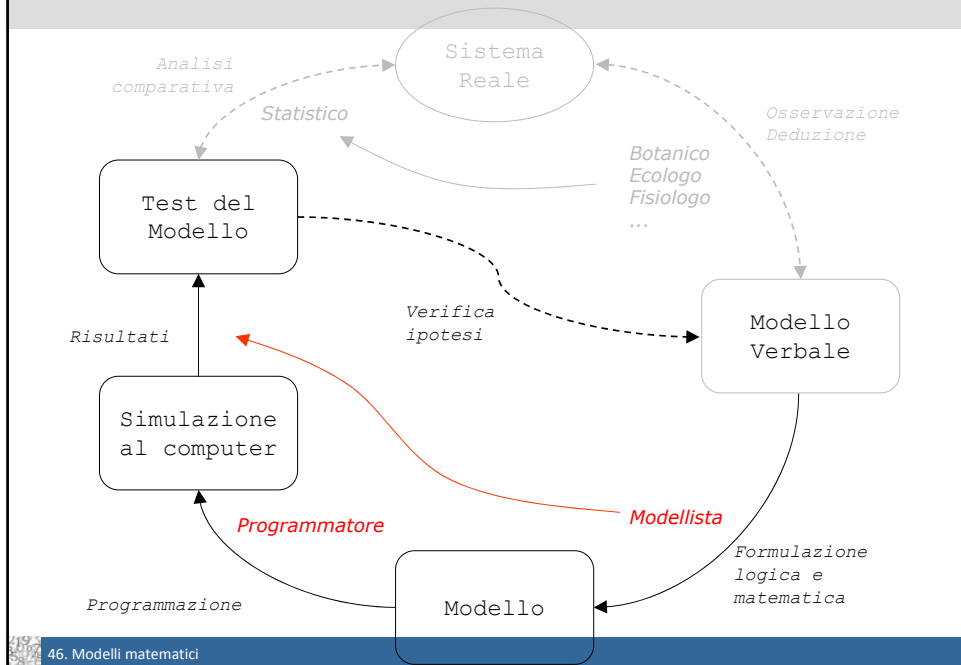 Sistema
Reale
Analisi
comparativa
Statistico
Osservazione
Deduzione
Botanico
Ecologo
Fisiologo
...
Test del
Modello
Verifica
ipotesi
Modello
Verbale
Risultati
Simulazione
al computer
Programmatore
Modellista
Formulazione
logica e
matematica
Programmazione
Modello
46. Modelli matematici